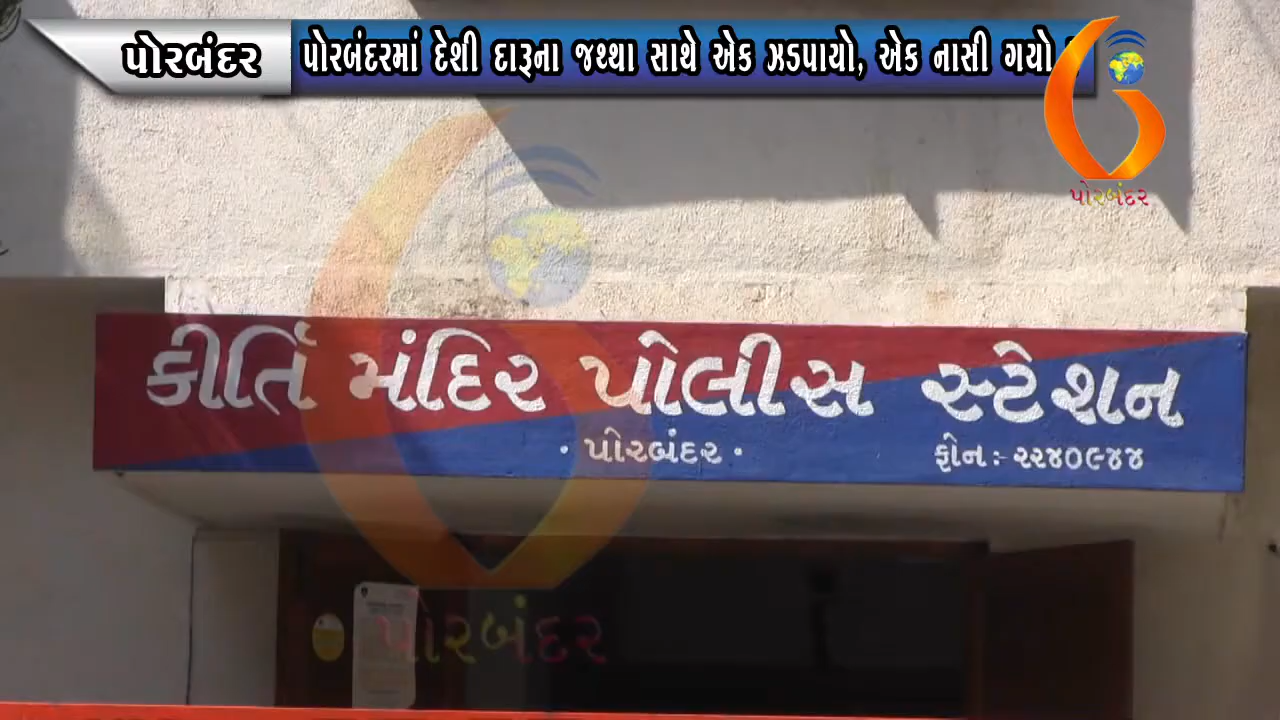 પોરબંદર
પોરબંદરમાં દેશી દારૂના જથ્થા સાથે એક ઝડપાયો, એક નાસી ગયો
પોરબંદર
કીર્તિ મંદિર પોલીસ સ્ટેશન
• પોરબંદર •
ફોન :- ૨૨૪૦૯૪૪
પોરબંદર